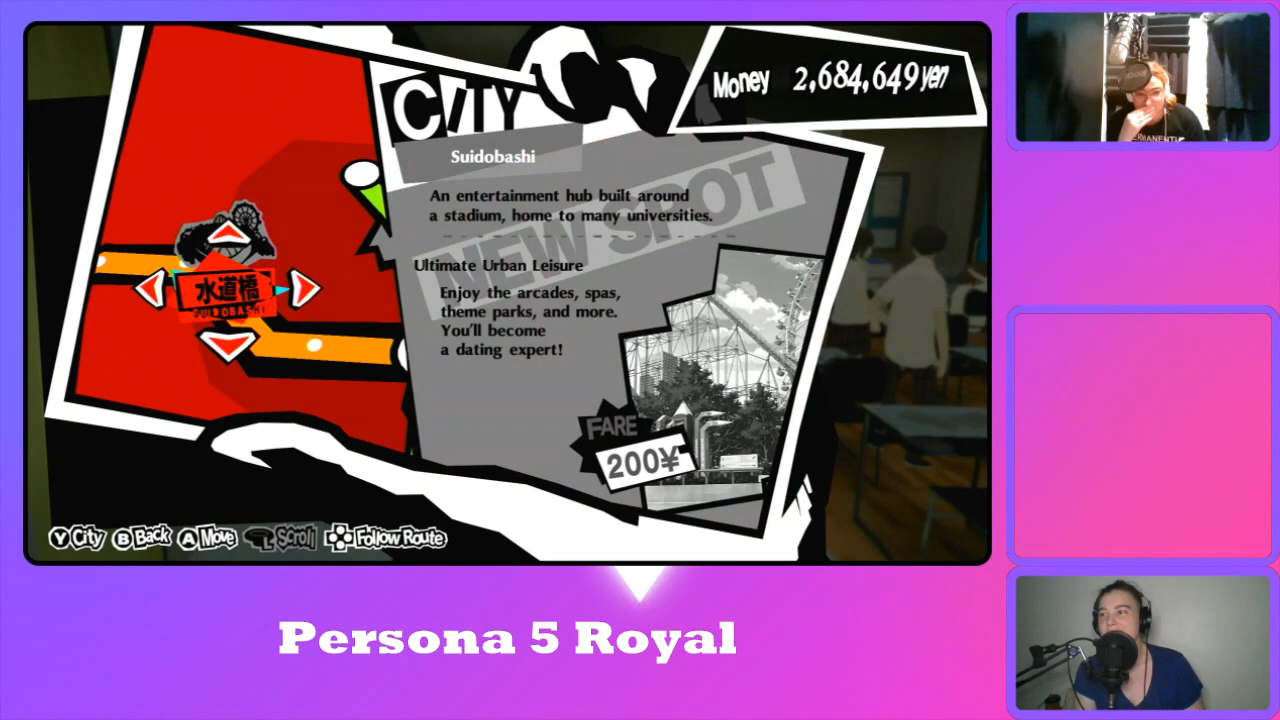 CITY
Money 2,684,649yen
Suidobashi
An entertainment hub built around
a stadium, home to many universities.
NEW SPOT
Ultimate Urban Leisure
Enjoy the arcades, spas,
theme parks, and more.
You'll become
a dating expert!
水道橋
SUIDOBASHI
FARE
200¥
Y City B Back A Move L Scroll Follow Route
Persona 5 Royal